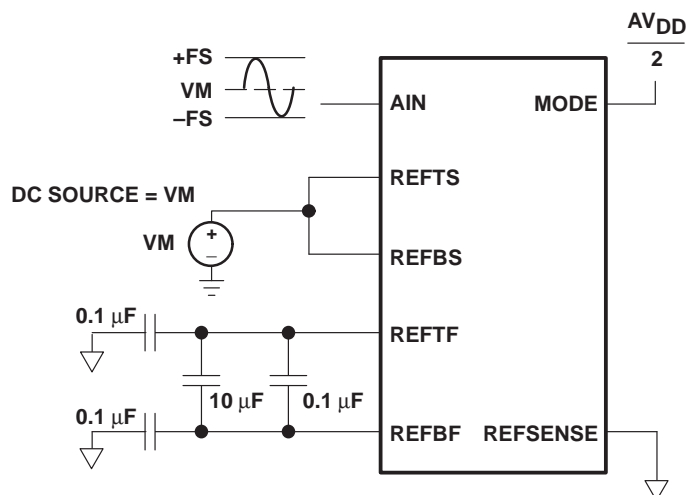 +FS
VM
–FS
AIN
MODE
AVDD
2
REFTS
DC SOURCE = VM
VM
+
–
REFBS
0.1 μF
REFTF
10 μF
0.1 μF
0.1 μF
REFBF
REFSENSE